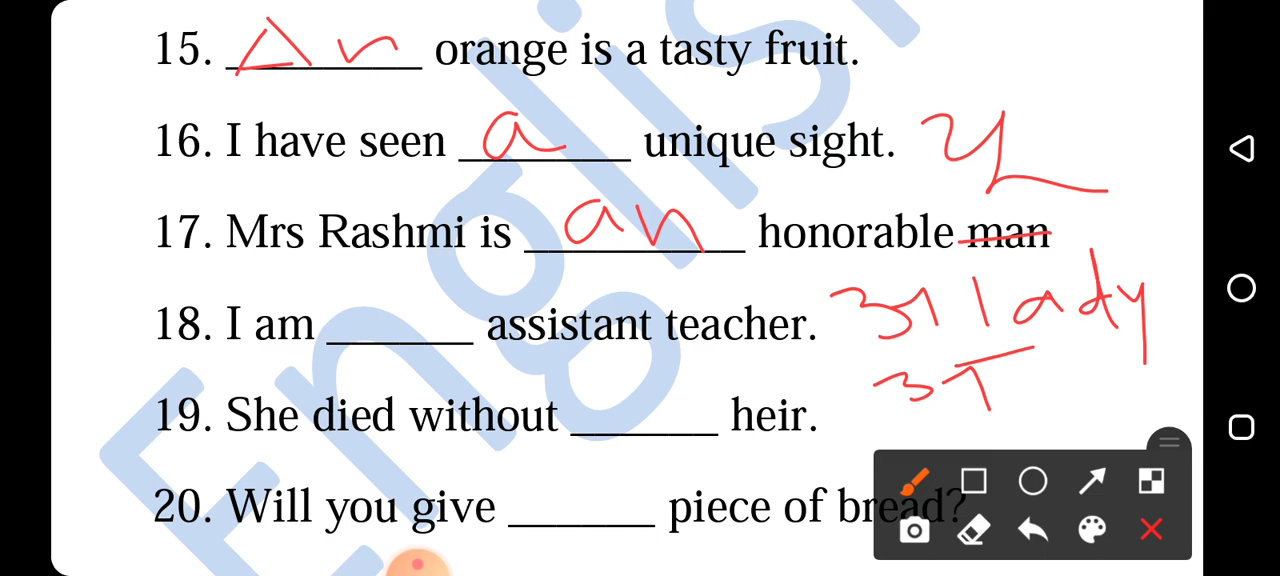 15. An orange is a tasty fruit.
16. I have seen a unique sight. य
17. Mrs Rashmi is an honorable man lady
18. I am ______ assistant teacher.
19. She died without ______ heir.
20. Will you give ______ piece of bread?
English